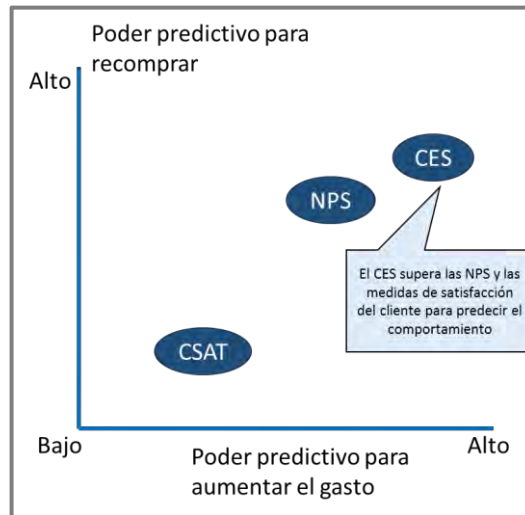 Poder predictivo para
recomprar
Alto
CES
NPS
El CES supera las NPS y las
medidas de satisfacción
del cliente para predecir el
comportamiento
CSAT
Bajo
Poder predictivo para
aumentar el gasto
Alto